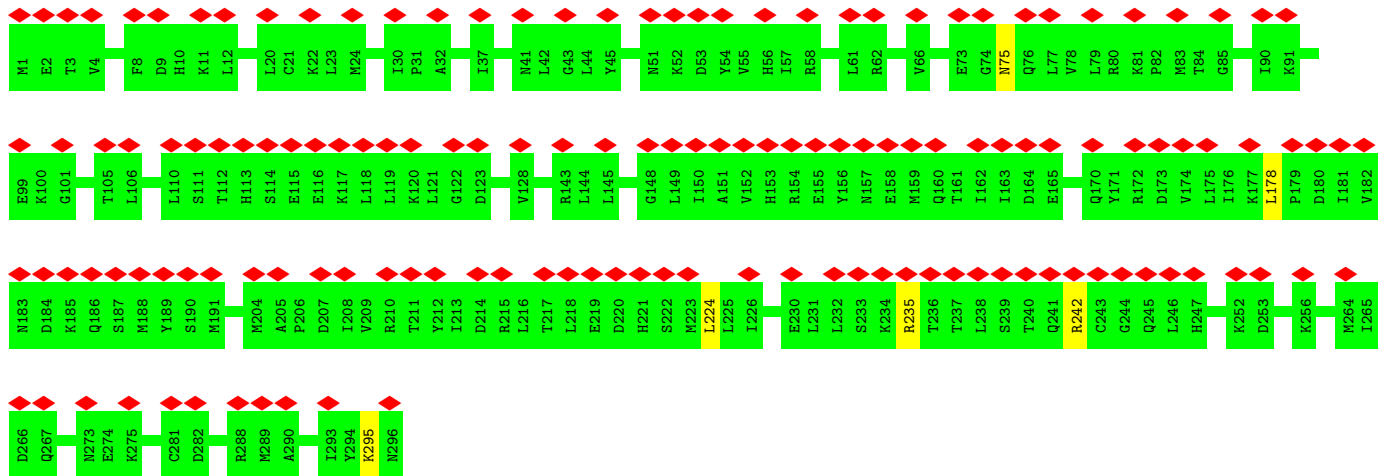 M1 E2 T3 V4 F8 D9 H10 K11 L12 L20 C21 K22 L23 M24 I30 P31 A32 I37 N41 L42 G43 L44 Y45 N51 K52 D53 Y54 V55 H56 I57 R58 L61 R62 V66 E73 G74 N75 Q76 L77 V78 L79 R80 K81 P82 M83 T84 G85 I90 K91
E99 K100 G101 T105 L106 L110 S111 T112 H113 S114 E115 E116 K117 L118 L119 K120 L121 G122 D123 V128 R143 L144 L145 G148 L149 I150 A151 V152 H153 R154 E155 Y156 N157 E158 M159 Q160 T161 I162 I163 D164 E165 Q170 Y171 R172 D173 V174 L175 I176 K177 L178 P179 D180 I181 V182
N183 D184 K185 Q186 S187 M188 Y189 S190 M191 M204 A205 P206 D207 I208 V209 R210 T211 Y212 I213 D214 R215 L216 T217 L218 E219 D220 H221 S222 M223 L224 L225 I226 E230 L231 L232 S233 K234 R235 T236 T237 L238 S239 T240 Q241 R242 C243 G244 Q245 L246 H247 K252 D253 K256 M264 I265
D266 Q267 N273 E274 K275 C281 D282 R288 M289 A290 I293 Y294 K295 N296